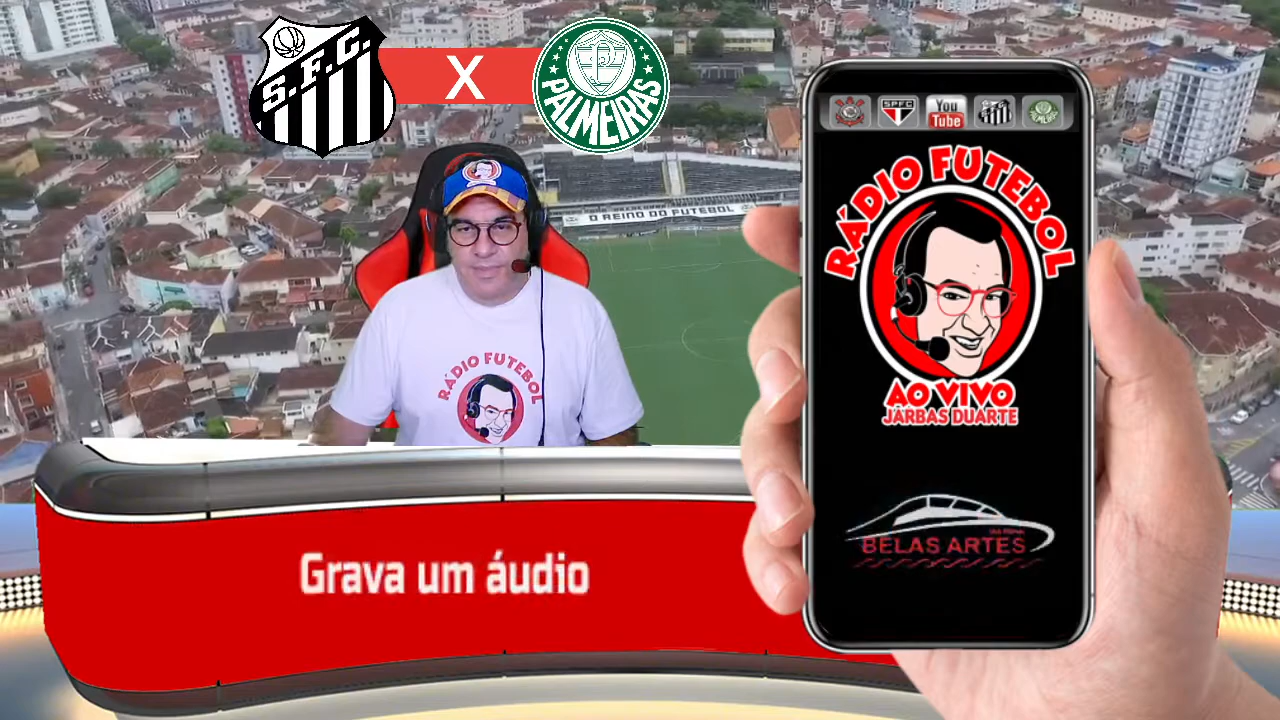 S.F.C.
X
PALMEIRAS
SPFC
You
Tube
RÁDIO FUTEBOL
AO VIVO
JARBAS DUARTE
O REINO DO FUTEBOL
RÁDIO FUTEBOL
BELAS ARTES
Grava um áudio